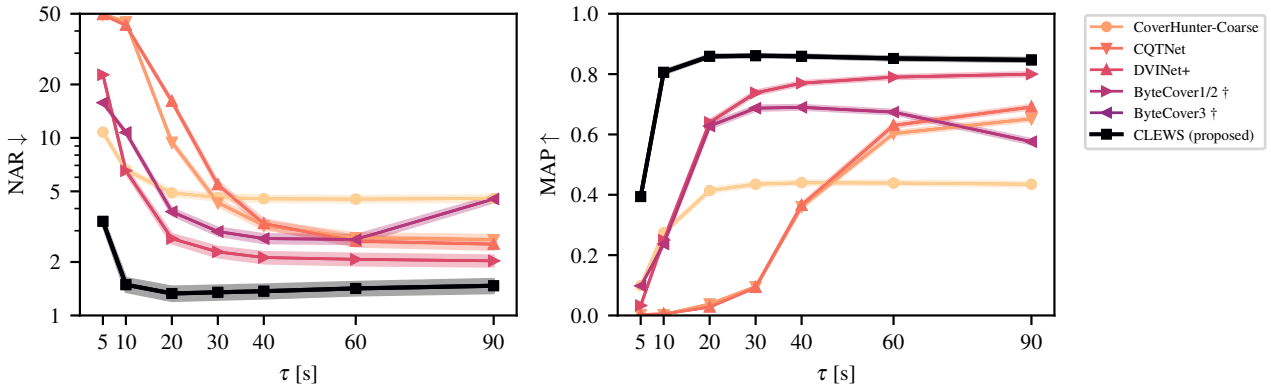 50
20
10
5
2
1
NAR ↓
5 10 20 30 40 60 90
τ [s]
1.0
0.8
0.6
0.4
0.2
0.0
MAP ↑
5 10 20 30 40 60 90
τ [s]
CoverHunter-Coarse
CQTNet
DVINet+
ByteCover1/2 †
ByteCover3 †
CLEWS (proposed)